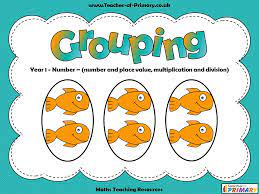 www.Teacher-of-Primary.co.uk
Grouping
Year 1 - Number - (number and place value, multiplication and division)
Maths Teaching Resources
PRIMARY